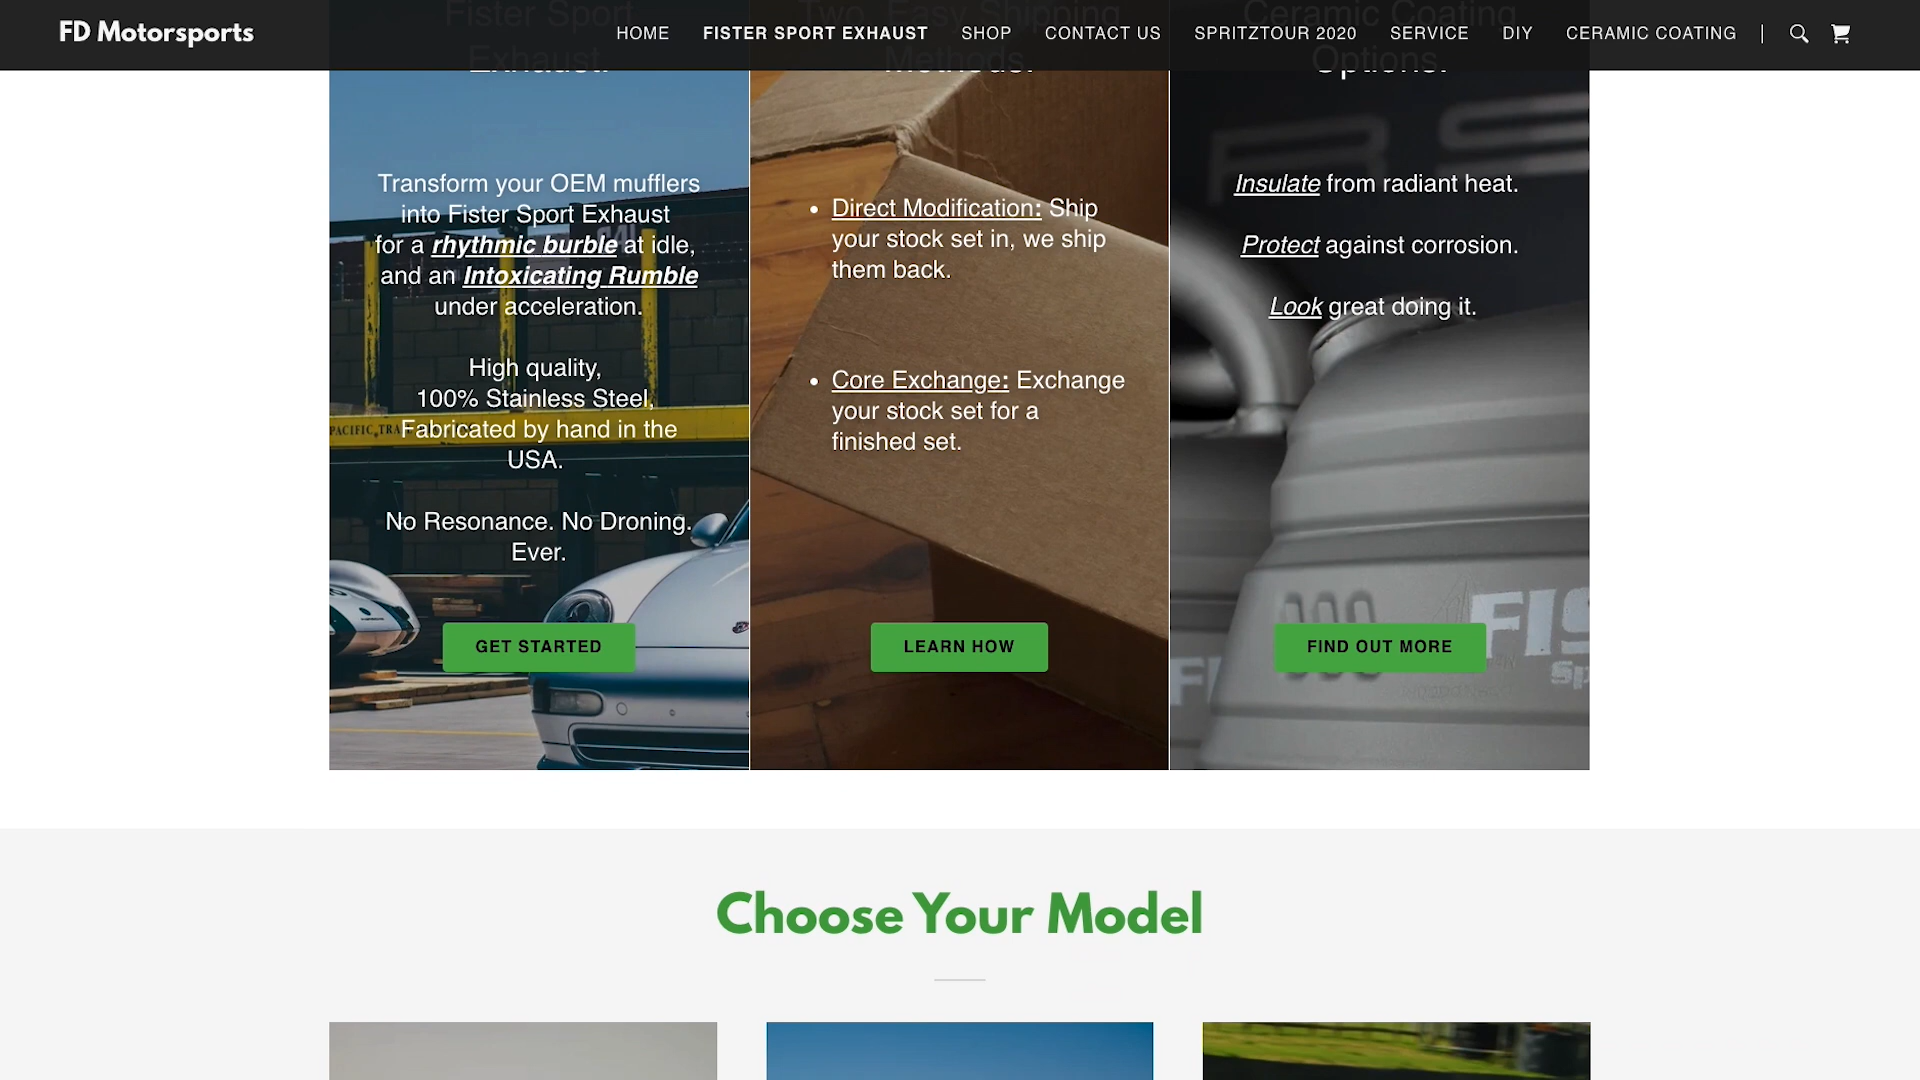 FD Motorsports
HOME
FISTER SPORT EXHAUST
SHOP
CONTACT US
SPRITZTOUR 2020
SERVICE
DIY
CERAMIC COATING
Fister Sport
Exhaust.
Two, Easy Shipping
Methods.
Ceramic Coating
Options.
Transform your OEM mufflers
into Fister Sport Exhaust
for a rhythmic burble at idle,
and an Intoxicating Rumble
under acceleration.
High quality,
100% Stainless Steel,
Fabricated by hand in the
USA.
No Resonance. No Droning.
Ever.
GET STARTED
• Direct Modification: Ship
your stock set in, we ship
them back.
• Core Exchange: Exchange
your stock set for a
finished set.
LEARN HOW
Insulate from radiant heat.
Protect against corrosion.
Look great doing it.
FIND OUT MORE
Choose Your Model